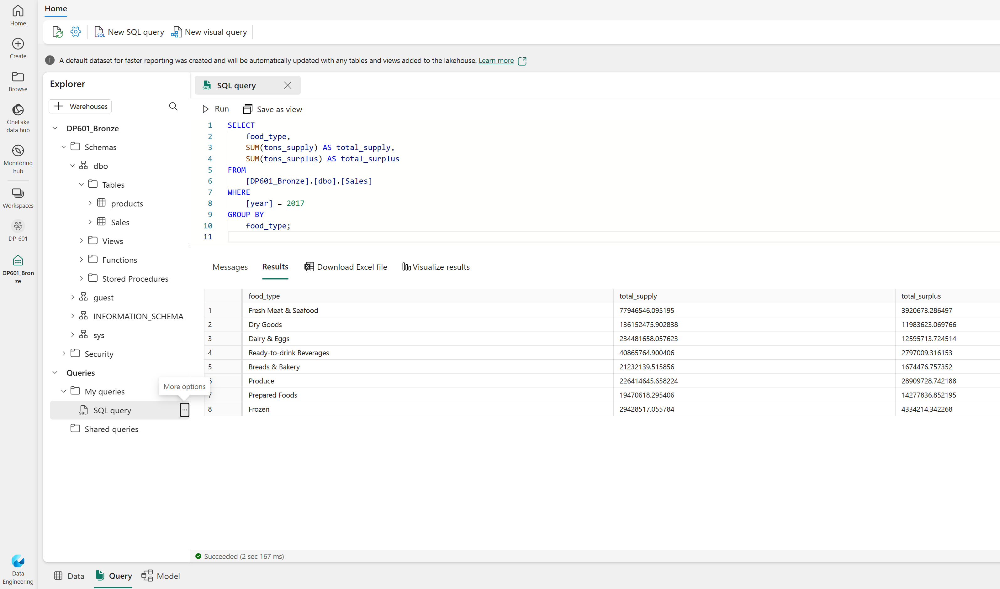 Home
Create
Browse
OneLake
data hub
Monitoring
hub
Workspaces
DP-601
DP601_Bron
ze
Data
Engineering
Home
New SQL query
New visual query
A default dataset for faster reporting was created and will be automatically updated with any tables and views added to the lakehouse. Learn more
Explorer
Warehouses
DP601_Bronze
Schemas
dbo
Tables
products
Sales
Views
Functions
Stored Procedures
guest
INFORMATION_SCHEMA
sys
Security
Queries
My queries
More options
SQL query
Shared queries
SQL query
Run
Save as view
1 SELECT
2 food_type,
3 SUM(tons_supply) AS total_supply,
4 SUM(tons_surplus) AS total_surplus
5 FROM
6 [DP601_Bronze].[dbo].[Sales]
7 WHERE
8 [year] = 2017
9 GROUP BY
10 food_type;
11
Messages Results Download Excel file Visualize results
food_type total_supply total_surplus
1 Fresh Meat & Seafood 77946546.095195 3920673.286497
2 Dry Goods 136152475.902838 11983623.069766
3 Dairy & Eggs 234481658.057623 12595713.724514
4 Ready-to-drink Beverages 40865764.900406 2797009.316153
5 Breads & Bakery 21232139.515856 1674476.757352
6 Produce 226414645.658224 28909728.742188
7 Prepared Foods 19470618.295406 14277836.852195
8 Frozen 29428517.055784 4334214.342268
Succeeded (2 sec 167 ms)
Data Query Model